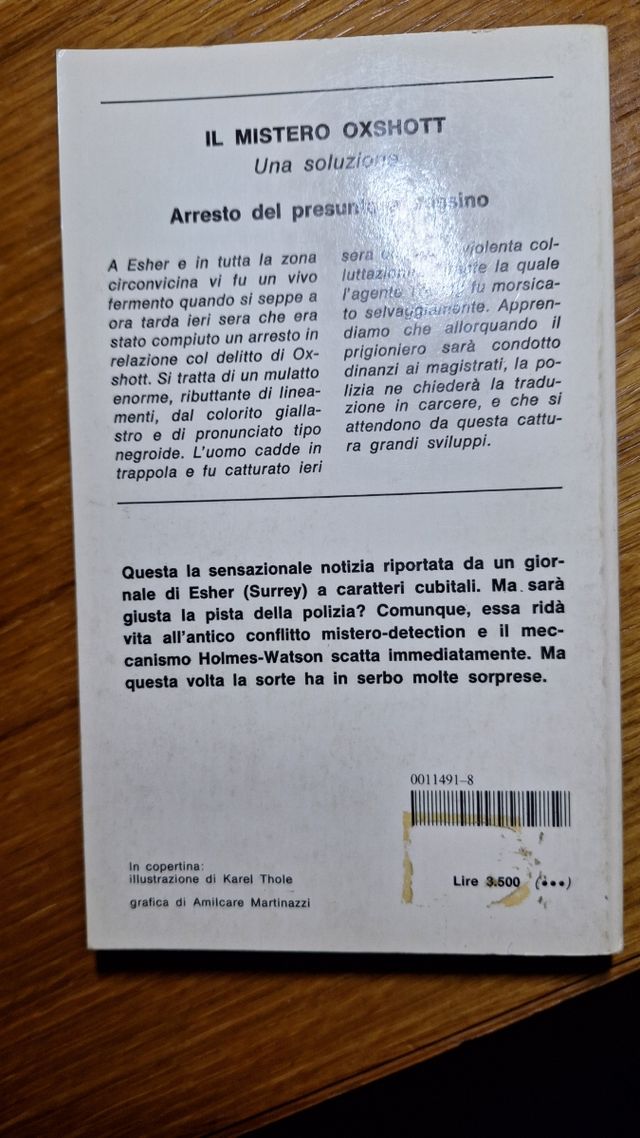 IL MISTERO OXSHOTT
Una soluzione
Arresto del presunto assassino
A Esher e in tutta la zona
circonvicina vi fu un vivo
fermento quando si seppe a
ora tarda ieri sera che era
stato compiuto un arresto in
relazione col delitto di Ox-
shott. Si tratta di un mulatto
enorme, ributtante di linea-
menti, dal colorito gialla-
stro e di pronunciato tipo
negroide. L'uomo cadde in
trappola e fu catturato ieri
sera violenta col-
luttazione, durante la quale
l'agente fu morsica-
to selvaggiamente. Appren-
diamo che allorquando il
prigioniero sarà condotto
dinanzi ai magistrati, la po-
lizia ne chiederà la tradu-
zione in carcere, e che si
attendono da questa cattu-
ra grandi sviluppi.
Questa la sensazionale notizia riportata da un gior-
nale di Esher (Surrey) a caratteri cubitali. Ma sarà
giusta la pista della polizia? Comunque, essa ridà
vita all'antico conflitto mistero-detection e il mec-
canismo Holmes-Watson scatta immediatamente. Ma
questa volta la sorte ha in serbo molte sorprese.
0011491-8
In copertina:
illustrazione di Karel Thole
grafica di Amilcare Martinazzi
Lire 3.500 (•••)